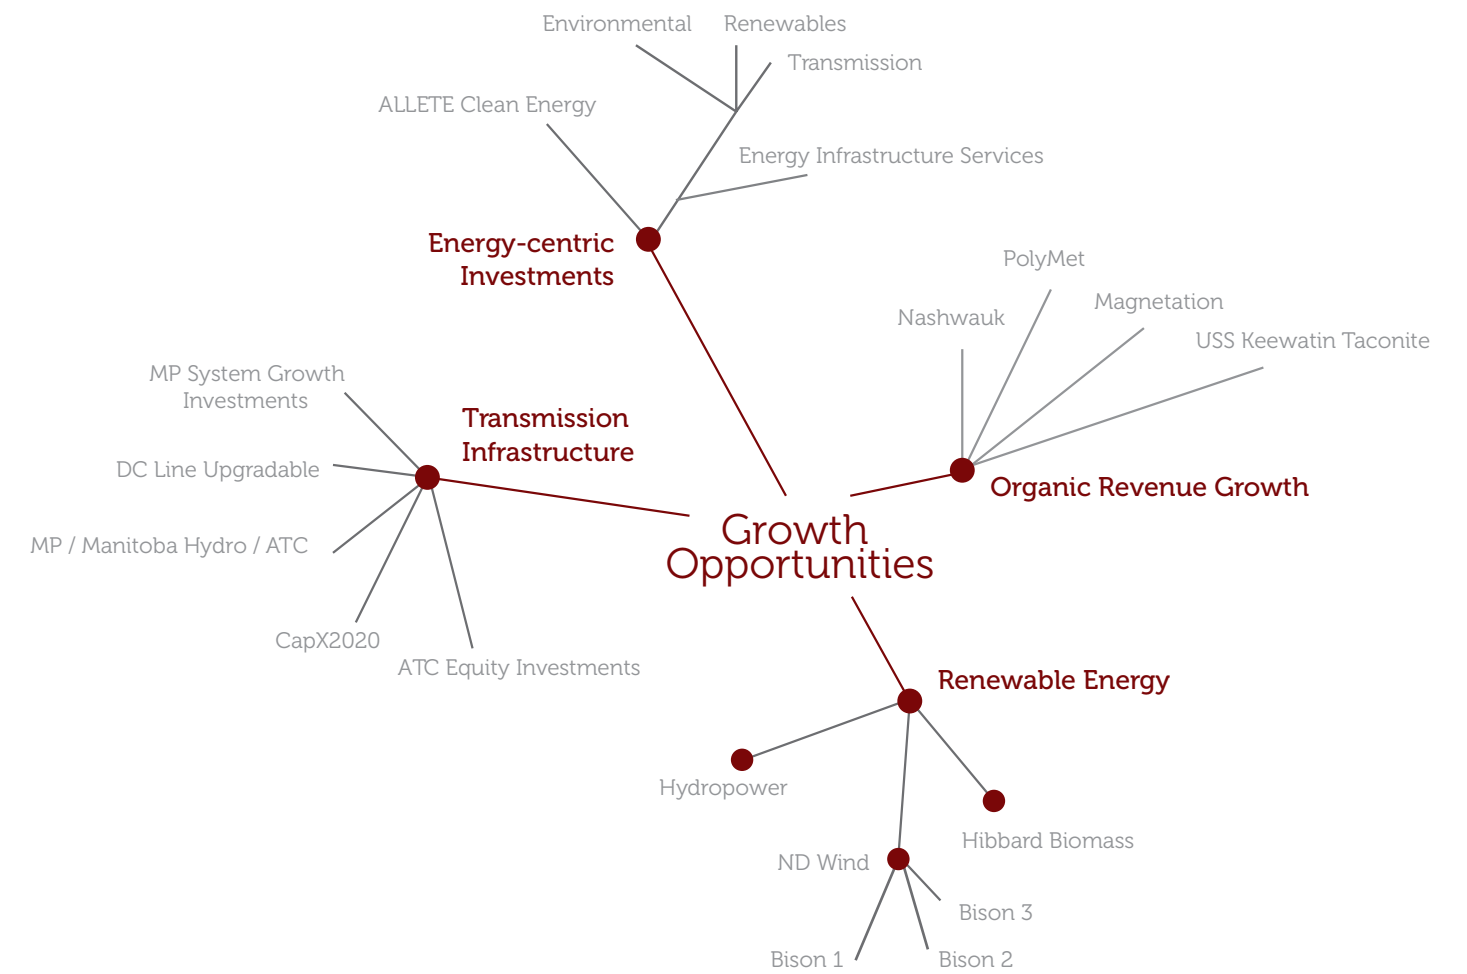 Environmental
Renewables
Transmission
ALLETE Clean Energy
Energy Infrastructure Services
Energy-centric
Investments
PolyMet
Magnetation
Nashwauk
USS Keewatin Taconite
MP System Growth
Investments
Transmission
Infrastructure
DC Line Upgradable
Organic Revenue Growth
MP / Manitoba Hydro / ATC
Growth
Opportunities
CapX2020
ATC Equity Investments
Renewable Energy
Hydropower
Hibbard Biomass
ND Wind
Bison 3
Bison 1
Bison 2